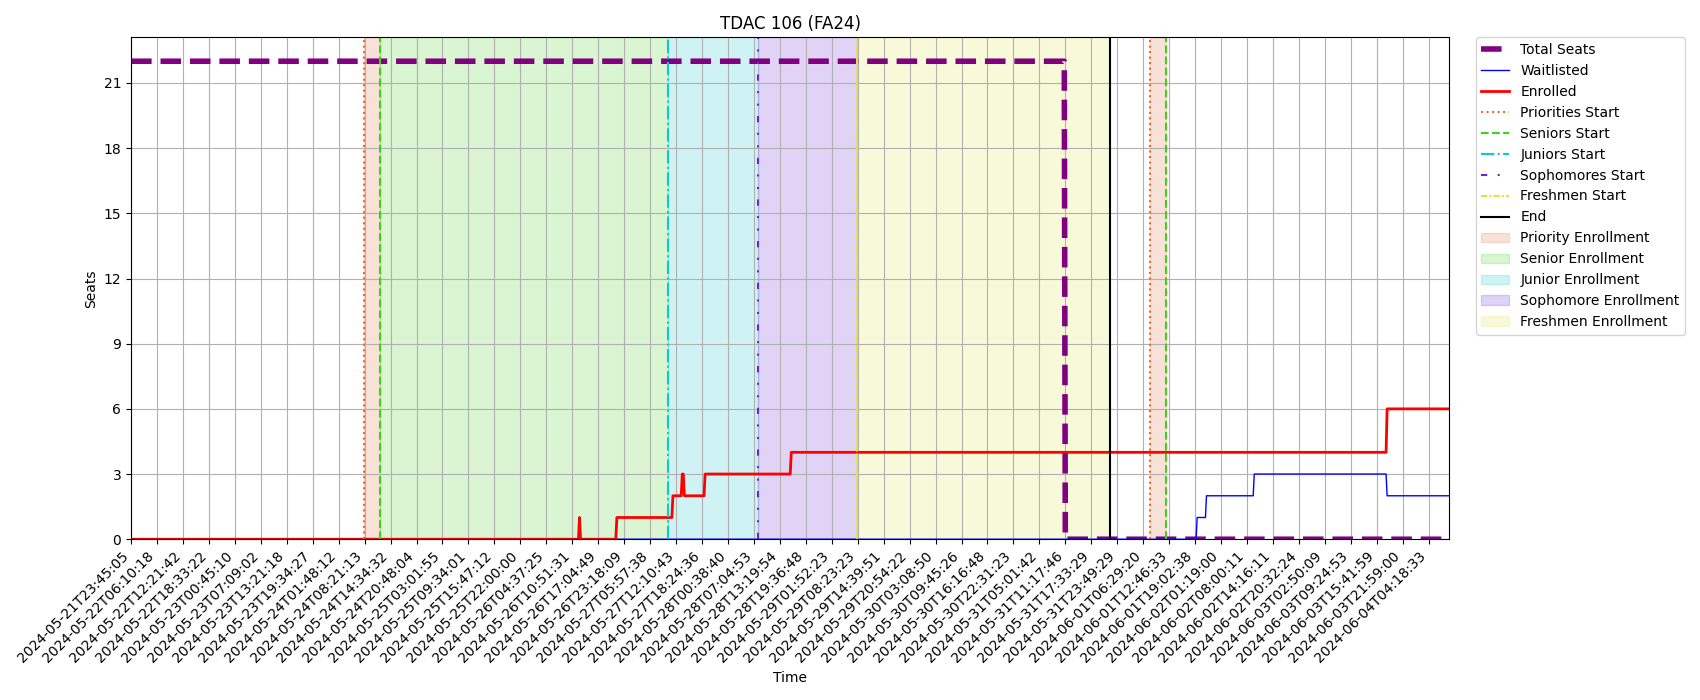 TDAC 106 (FA24)
Seats
21
18
15
12
9
6
3
0
2024-05-21T23:45:05
2024-05-22T06:10:18
2024-05-22T12:21:42
2024-05-22T18:33:22
2024-05-23T00:45:10
2024-05-23T07:09:02
2024-05-23T13:21:18
2024-05-23T19:34:27
2024-05-24T01:48:12
2024-05-24T08:21:13
2024-05-24T14:34:32
2024-05-24T20:48:04
2024-05-25T03:01:55
2024-05-25T09:34:01
2024-05-25T15:47:12
2024-05-25T22:00:00
2024-05-26T04:37:25
2024-05-26T10:51:31
2024-05-26T17:04:49
2024-05-26T23:18:09
2024-05-27T05:57:38
2024-05-27T12:10:43
2024-05-27T18:24:36
2024-05-28T00:38:40
2024-05-28T07:04:53
2024-05-28T13:19:54
2024-05-28T19:36:48
2024-05-29T01:52:23
2024-05-29T08:23:23
2024-05-29T14:39:51
2024-05-29T20:54:22
2024-05-30T03:08:50
2024-05-30T09:45:26
2024-05-30T16:16:48
2024-05-30T22:31:23
2024-05-31T05:01:42
2024-05-31T11:17:46
2024-05-31T17:33:29
2024-05-31T23:49:29
2024-06-01T06:29:20
2024-06-01T12:46:33
2024-06-01T19:02:38
2024-06-02T01:19:00
2024-06-02T08:00:11
2024-06-02T14:16:11
2024-06-02T20:32:24
2024-06-03T02:50:09
2024-06-03T09:24:53
2024-06-03T15:41:59
2024-06-03T21:59:00
2024-06-04T04:18:33
Time
Total Seats
Waitlisted
Enrolled
Priorities Start
Seniors Start
Juniors Start
Sophomores Start
Freshmen Start
End
Priority Enrollment
Senior Enrollment
Junior Enrollment
Sophomore Enrollment
Freshmen Enrollment